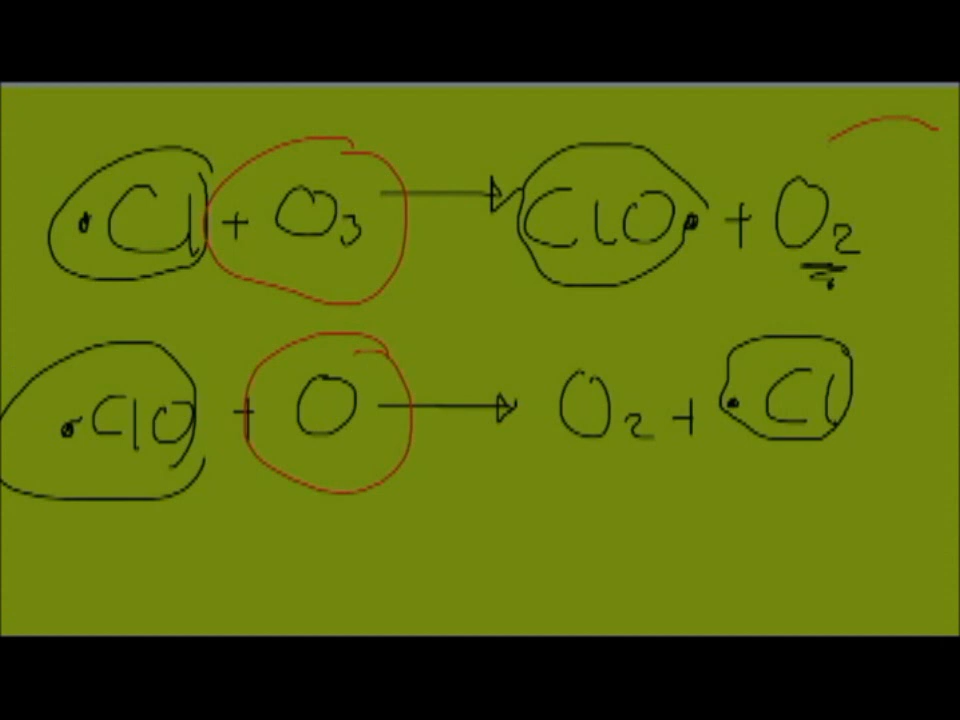 •Cl + O₃ → ClO• + O₂
•ClO + O → O₂ + •Cl